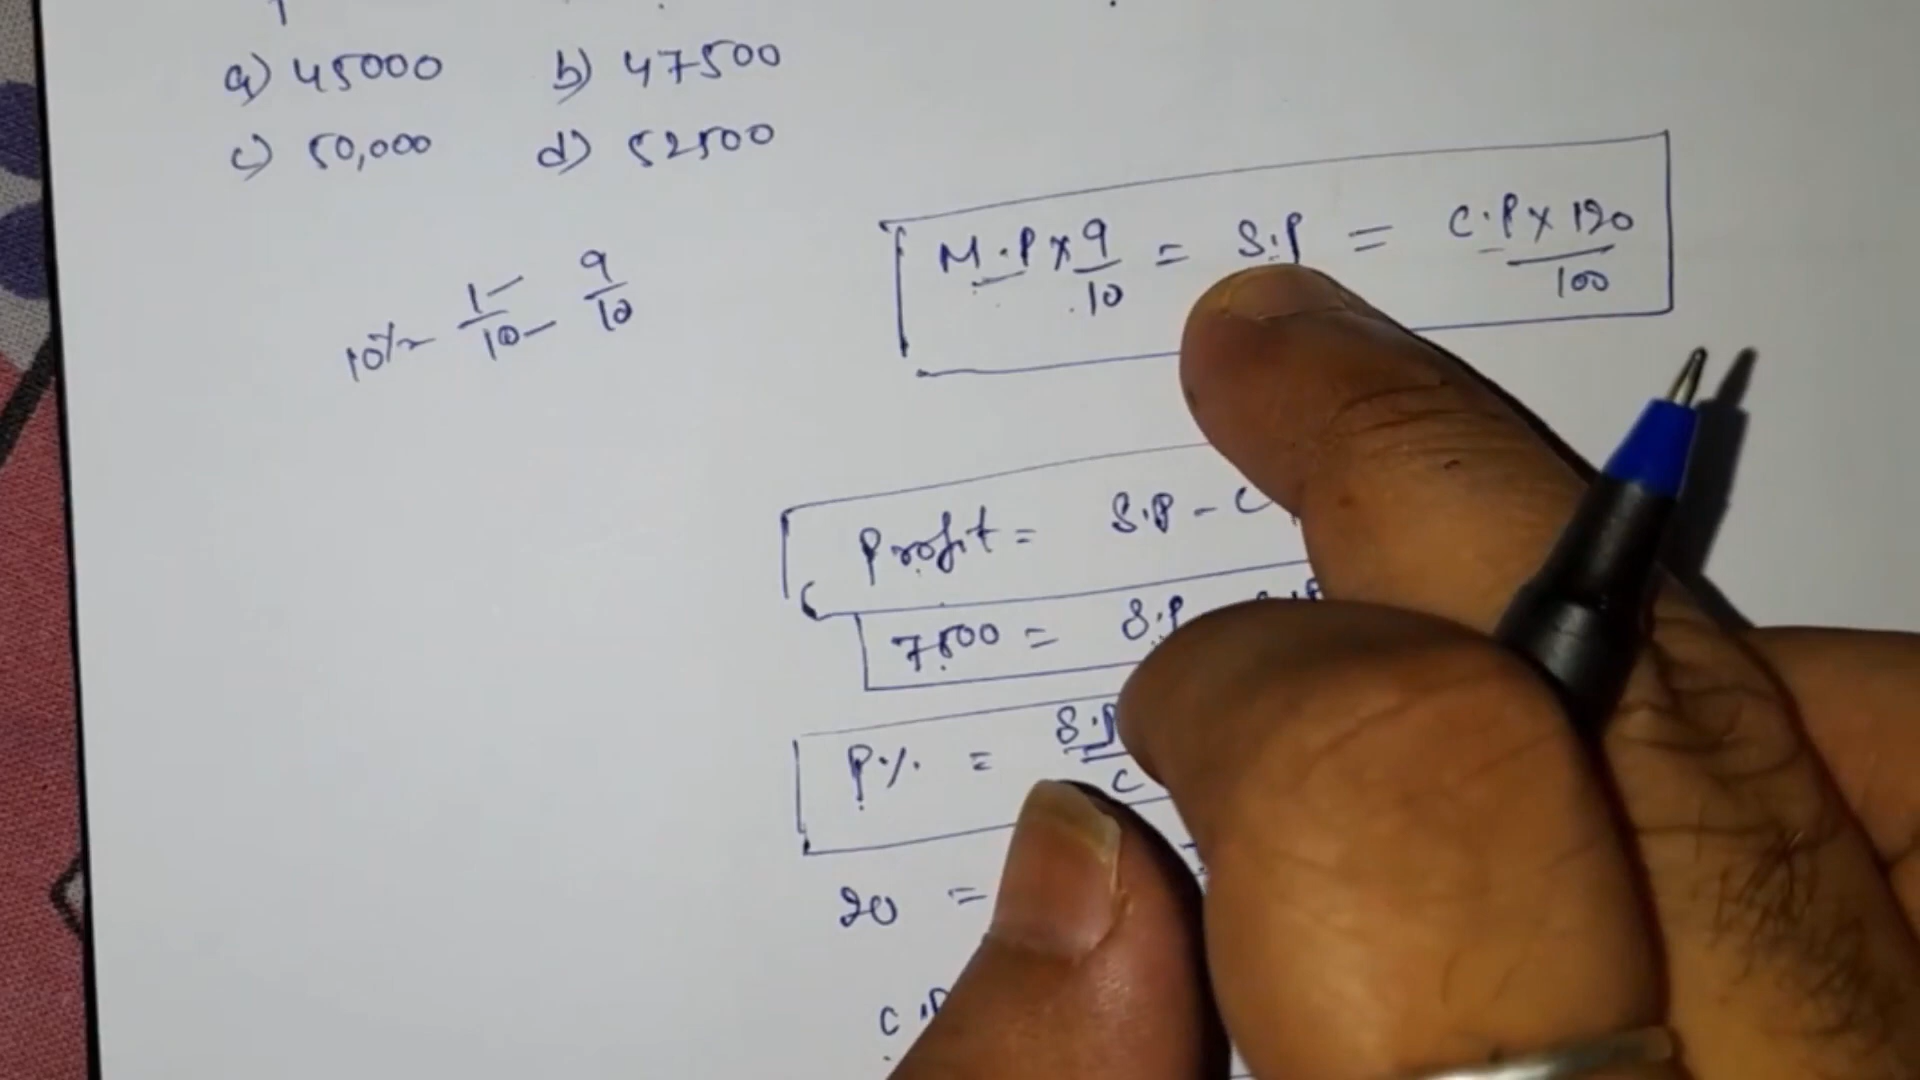 a) 45000 b) 47500
c) 50,000 d) 52500
M.P x 9/10 = S.P = C.P x 120/100
10% = 1/10 - 9/10
Profit = S.P - C
7500 = S.P
P% = S.P / C
20 =
C.P